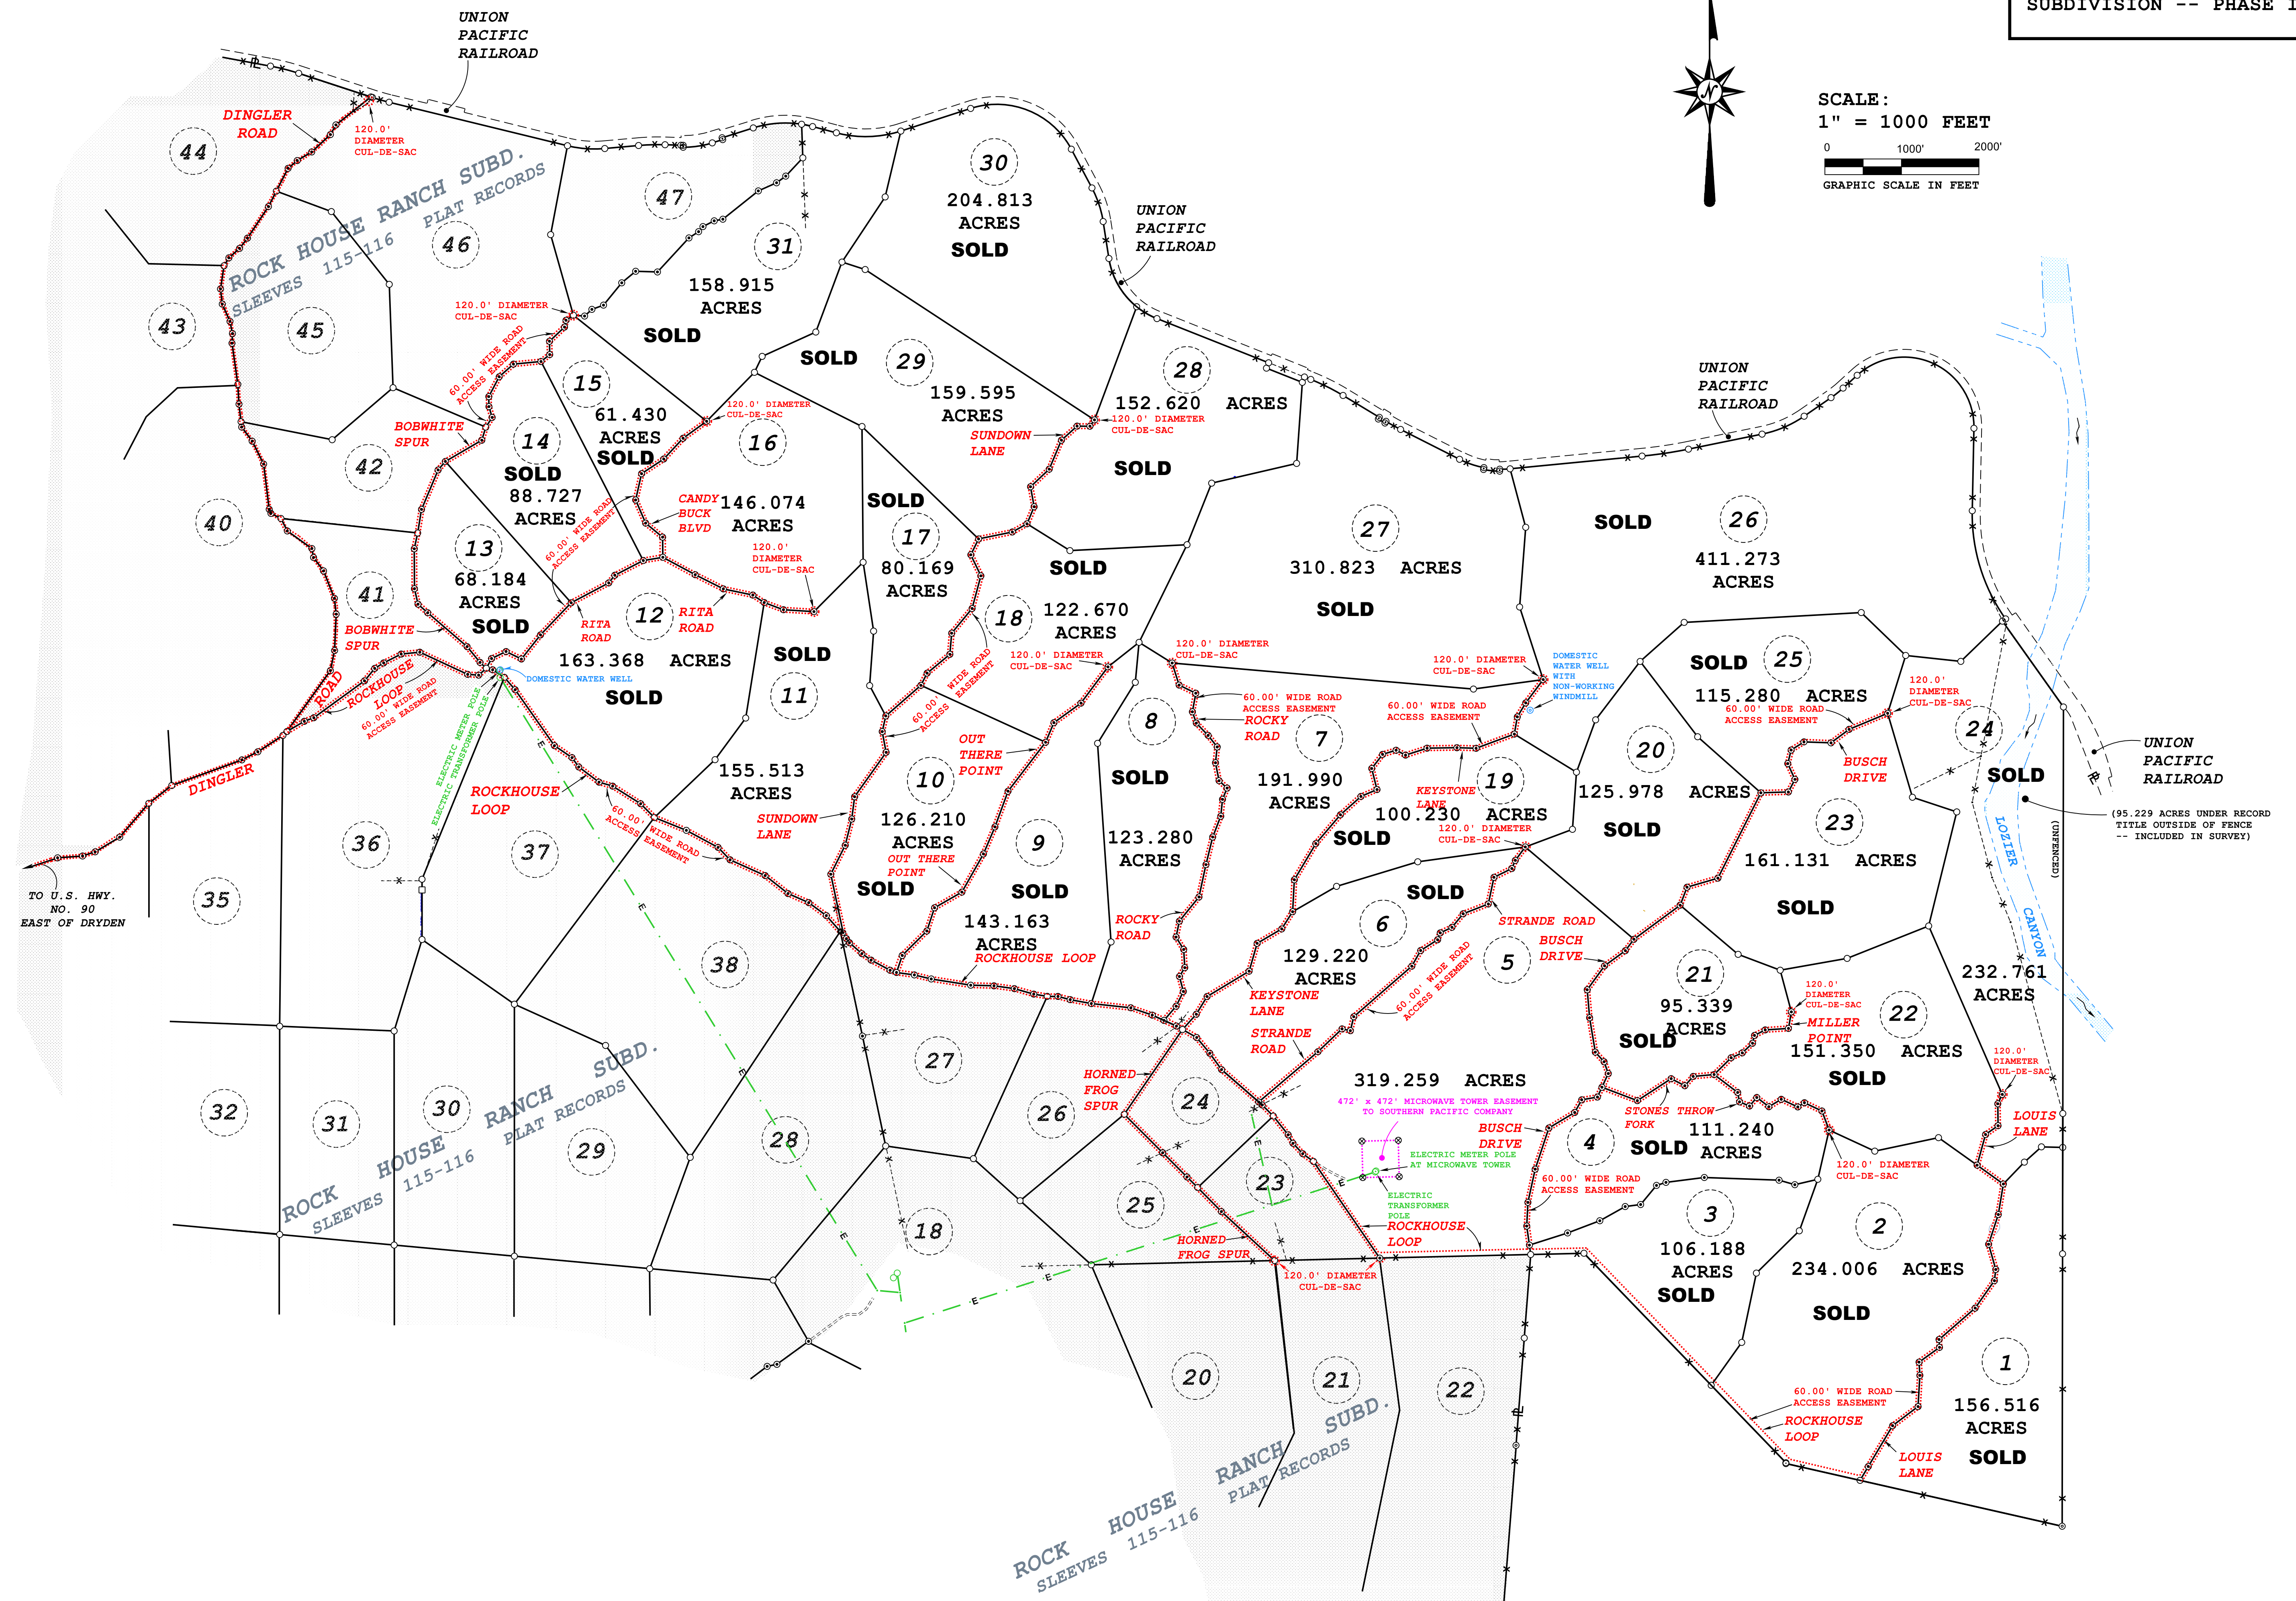 SUBDIVISION -- PHASE I
UNION
PACIFIC
RAILROAD
SCALE:
1" = 1000 FEET
0 1000' 2000'
GRAPHIC SCALE IN FEET
N
PL
DINGLER
ROAD
120.0'
DIAMETER
CUL-DE-SAC
44
ROCK HOUSE RANCH SUBD.
SLEEVES 115-116 PLAT RECORDS
47
46
45
43
31
158.915
ACRES
SOLD
30
204.813
ACRES
SOLD
UNION
PACIFIC
RAILROAD
120.0' DIAMETER
CUL-DE-SAC
60.00' WIDE ROAD
ACCESS EASEMENT
SOLD
29
159.595
ACRES
28
152.620 ACRES
120.0' DIAMETER
CUL-DE-SAC
SOLD
SUNDOWN
LANE
UNION
PACIFIC
RAILROAD
15
61.430
ACRES
SOLD
120.0' DIAMETER
CUL-DE-SAC
16
146.074
ACRES
BOBWHITE
SPUR
14
SOLD
88.727
ACRES
42
40
CANDY
BUCK
BLVD
60.00' WIDE ROAD
ACCESS EASEMENT
120.0'
DIAMETER
CUL-DE-SAC
SOLD
17
80.169
ACRES
13
68.184
ACRES
SOLD
41
BOBWHITE
SPUR
12
RITA
ROAD
RITA
ROAD
163.368 ACRES
SOLD
SOLD
11
155.513
ACRES
SOLD
18
122.670
ACRES
120.0' DIAMETER
CUL-DE-SAC
27
310.823 ACRES
SOLD
SOLD
26
411.273
ACRES
120.0' DIAMETER
CUL-DE-SAC
120.0' DIAMETER
CUL-DE-SAC
DOMESTIC
WATER WELL
WITH
NON-WORKING
WINDMILL
SOLD
25
115.280 ACRES
60.00' WIDE ROAD
ACCESS EASEMENT
120.0'
DIAMETER
CUL-DE-SAC
24
SOLD
BUSCH
DRIVE
UNION
PACIFIC
RAILROAD
PL
(95.229 ACRES UNDER RECORD
TITLE OUTSIDE OF FENCE
-- INCLUDED IN SURVEY)
(UNFENCED)
LOZIER
CANYON
232.761
ACRES
ROCKHOUSE
LOOP
60.00' WIDE ROAD
ACCESS EASEMENT
DOMESTIC WATER WELL
ELECTRIC METER POLE
ELECTRIC TRANSFORMER POLE
ROAD
DINGLER
TO U.S. HWY.
NO. 90
EAST OF DRYDEN
ROCKHOUSE
LOOP
60.00' WIDE ROAD
ACCESS EASEMENT
SUNDOWN
LANE
60.00' WIDE ROAD
ACCESS EASEMENT
OUT
THERE
POINT
10
126.210
ACRES
OUT THERE
POINT
SOLD
9
SOLD
143.163
ACRES
ROCKHOUSE LOOP
8
SOLD
123.280
ACRES
60.00' WIDE ROAD
ACCESS EASEMENT
ROCKY
ROAD
7
191.990
ACRES
ROCKY
ROAD
60.00' WIDE ROAD
ACCESS EASEMENT
KEYSTONE
LANE
19
100.230 ACRES
SOLD
120.0' DIAMETER
CUL-DE-SAC
20
125.978 ACRES
SOLD
23
161.131 ACRES
SOLD
SOLD
6
129.220
ACRES
KEYSTONE
LANE
STRANDE ROAD
60.00' WIDE ROAD
ACCESS EASEMENT
STRANDE
ROAD
5
BUSCH
DRIVE
21
95.339
ACRES
SOLD
120.0'
DIAMETER
CUL-DE-SAC
MILLER
POINT
22
151.350 ACRES
SOLD
35
36
37
38
27
HORNED
FROG
SPUR
24
26
319.259 ACRES
472' x 472' MICROWAVE TOWER EASEMENT
TO SOUTHERN PACIFIC COMPANY
BUSCH
DRIVE
ELECTRIC METER POLE
AT MICROWAVE TOWER
ELECTRIC
TRANSFORMER
POLE
60.00' WIDE ROAD
ACCESS EASEMENT
STONES THROW
FORK
4
SOLD
111.240
ACRES
120.0' DIAMETER
CUL-DE-SAC
120.0'
DIAMETER
CUL-DE-SAC
LOUIS
LANE
32
31
30
29
28
18
ROCK HOUSE RANCH SUBD.
SLEEVES 115-116 PLAT RECORDS
25
23
HORNED
FROG SPUR
120.0' DIAMETER
CUL-DE-SAC
ROCKHOUSE
LOOP
3
106.188
ACRES
SOLD
2
234.006 ACRES
SOLD
1
156.516
ACRES
SOLD
60.00' WIDE ROAD
ACCESS EASEMENT
ROCKHOUSE
LOOP
LOUIS
LANE
20
21
22
PL
ROCK HOUSE RANCH SUBD.
SLEEVES 115-116 PLAT RECORDS
E
E
E
E
E
E
E
E